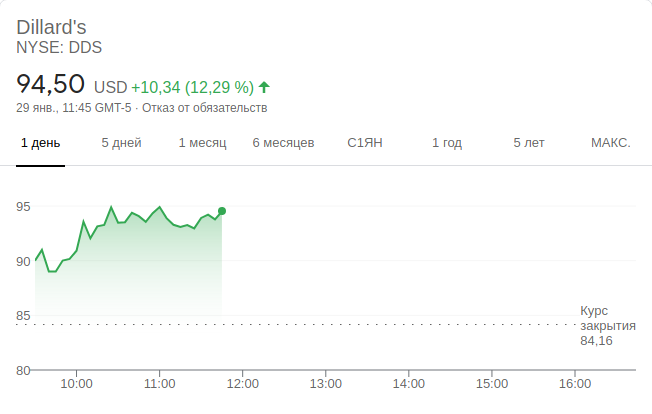 Dillard's
NYSE: DDS
94,50 USD +10,34 (12,29 %)
29 янв., 11:45 GMT-5 · Отказ от обязательств
1 день 5 дней 1 месяц 6 месяцев С1ЯН 1 год 5 лет МАКС.
95
90
85
80
Курс
закрытия
84,16
10:00 11:00 12:00 13:00 14:00 15:00 16:00